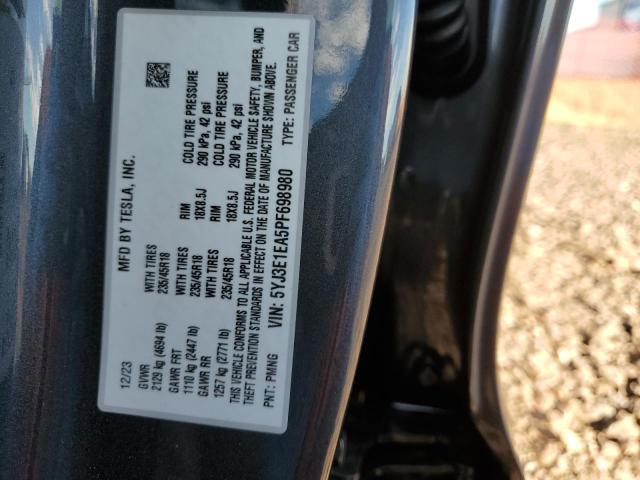 MFD BY TESLA, INC.
12/23
GVWR WITH TIRES RIM COLD TIRE PRESSURE
2129 kg (4694 lb) 235/45R18
GAWR FRT WITH TIRES RIM COLD TIRE PRESSURE
1110 kg (2447 lb) 235/45R18 18X8.5J 290 kPa, 42 psi
GAWR RR WITH TIRES RIM COLD TIRE PRESSURE
1257 kg (2771 lb) 235/45R18 18X8.5J 290 kPa, 42 psi
THIS VEHICLE CONFORMS TO ALL APPLICABLE U.S. FEDERAL MOTOR VEHICLE SAFETY, BUMPER, AND
THEFT PREVENTION STANDARDS IN EFFECT ON THE DATE OF MANUFACTURE SHOWN ABOVE.
VIN: 5YJ3E1EA5PF698980
PNT: PMNG TYPE: PASSENGER CAR